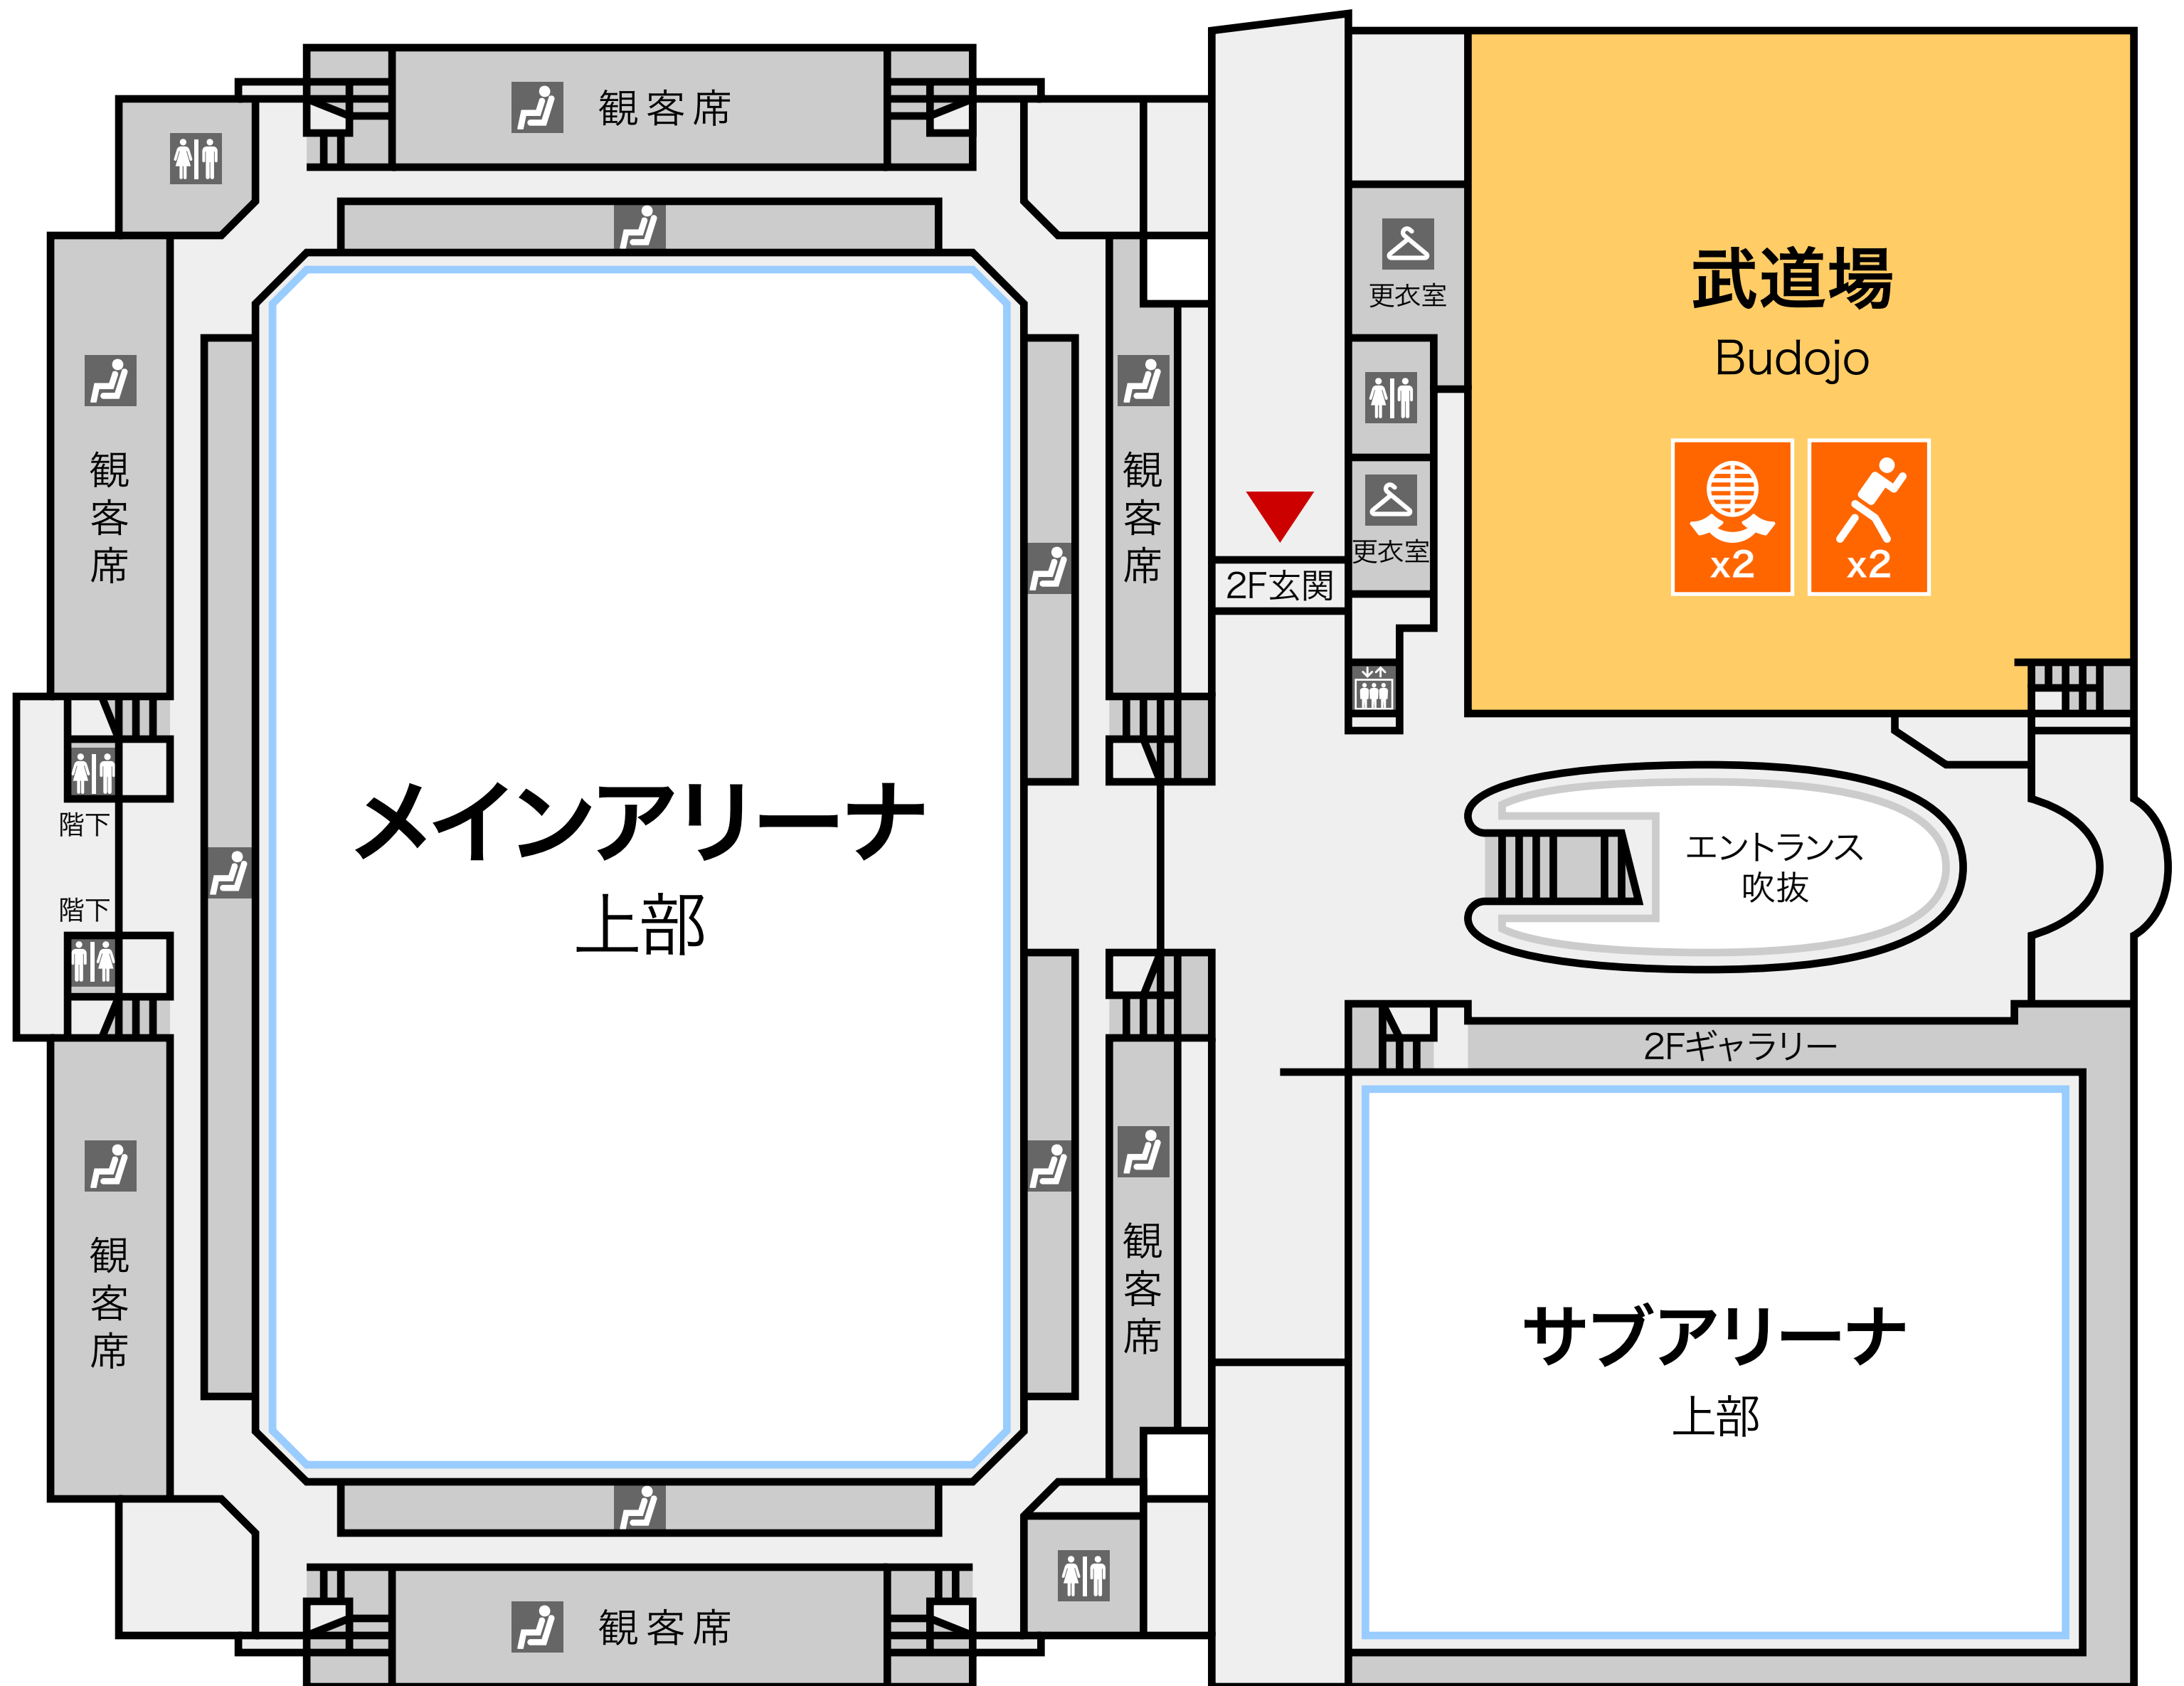 観客席
更衣室
武道場
Budojo
観客席
観客席
x2
x2
更衣室
2F玄関
メインアリーナ
上部
階下
階下
エントランス
吹抜
2Fギャラリー
観客席
観客席
サブアリーナ
上部
観客席